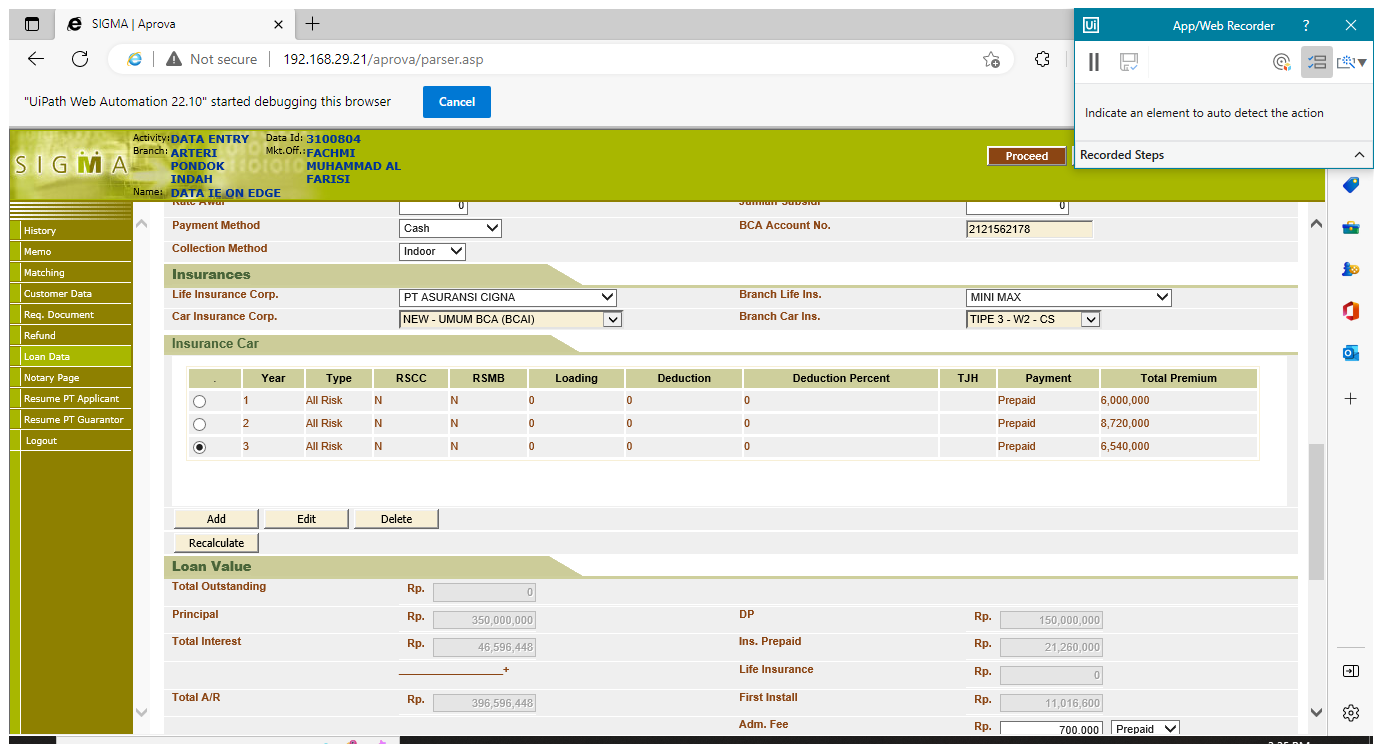 SIGMA | Aprova
Ui App/Web Recorder ?
Not secure 192.168.29.21/aprova/parser.asp
"UiPath Web Automation 22.10" started debugging this browser Cancel
Indicate an element to auto detect the action
Recorded Steps
SIGMA
Activity: DATA ENTRY Data Id: 3100804
Branch: ARTERI PONDOK INDAH Mkt.Off.: FACHMI MUHAMMAD AL FARISI
Name: DATA IE ON EDGE
Proceed
History
Memo
Matching
Customer Data
Req. Document
Refund
Loan Data
Notary Page
Resume PT Applicant
Resume PT Guarantor
Logout
Rate Awal 0 Jumlah Subsidi 0
Payment Method Cash BCA Account No. 2121562178
Collection Method Indoor
Insurances
Life Insurance Corp. PT ASURANSI CIGNA Branch Life Ins. MINI MAX
Car Insurance Corp. NEW - UMUM BCA (BCAI) Branch Car Ins. TIPE 3 - W2 - CS
Insurance Car
. Year Type RSCC RSMB Loading Deduction Deduction Percent TJH Payment Total Premium
1 All Risk N N 0 0 0 Prepaid 6,000,000
2 All Risk N N 0 0 0 Prepaid 8,720,000
3 All Risk N N 0 0 0 Prepaid 6,540,000
Add Edit Delete
Recalculate
Loan Value
Total Outstanding Rp. 0
Principal Rp. 350,000,000 DP Rp. 150,000,000
Total Interest Rp. 46,596,448 Ins. Prepaid Rp. 21,260,000
+ Life Insurance Rp. 0
Total A/R Rp. 396,596,448 First Install Rp. 11,016,600
Adm. Fee Rp. 700.000 Prepaid